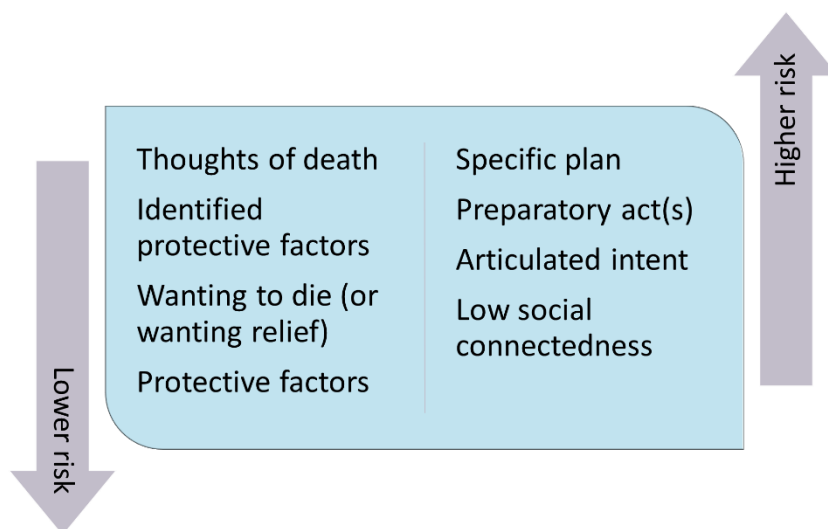 Lower risk
Thoughts of death
Identified
protective factors
Wanting to die (or
wanting relief)
Protective factors
Specific plan
Preparatory act(s)
Articulated intent
Low social
connectedness
Higher risk